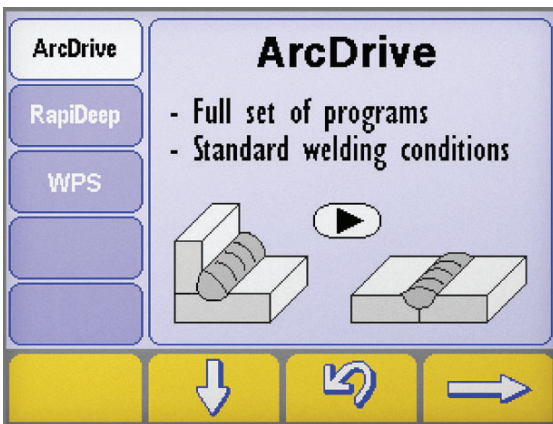 ArcDrive
RapiDeep
WPS
ArcDrive
- Full set of programs
- Standard welding conditions